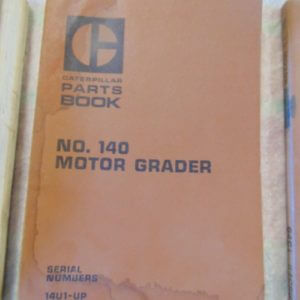 CATERPILLAR
PARTS
BOOK
NO. 140
MOTOR GRADER
SERIAL
NUMBERS
14U1-UP